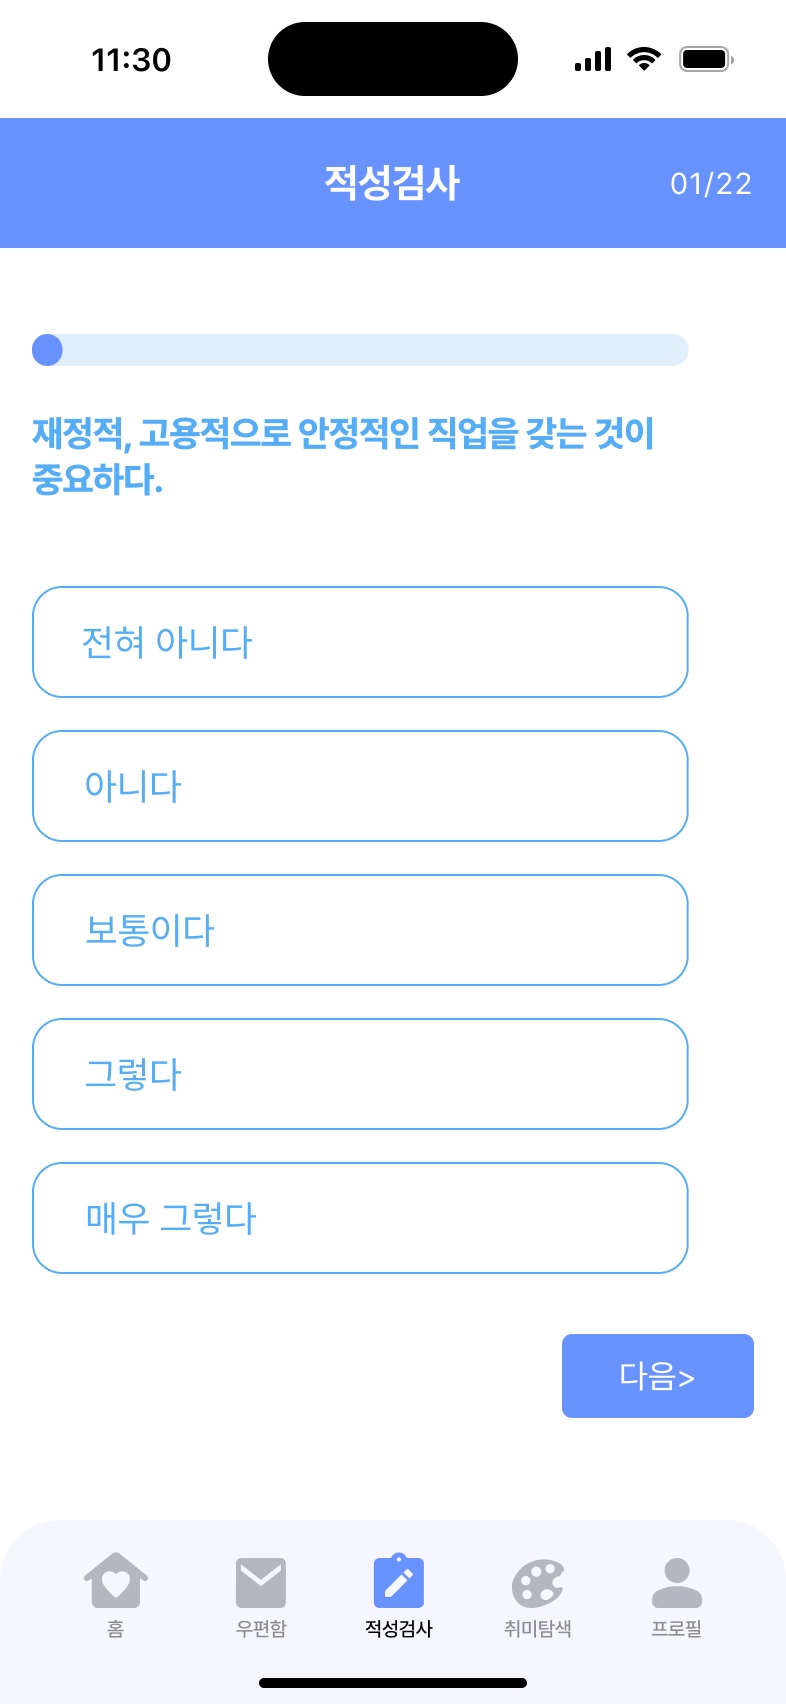 11:30
적성검사
01/22
재정적, 고용적으로 안정적인 직업을 갖는 것이
중요하다.
전혀 아니다
아니다
보통이다
그렇다
매우 그렇다
다음>
홈
우편함
적성검사
취미탐색
프로필